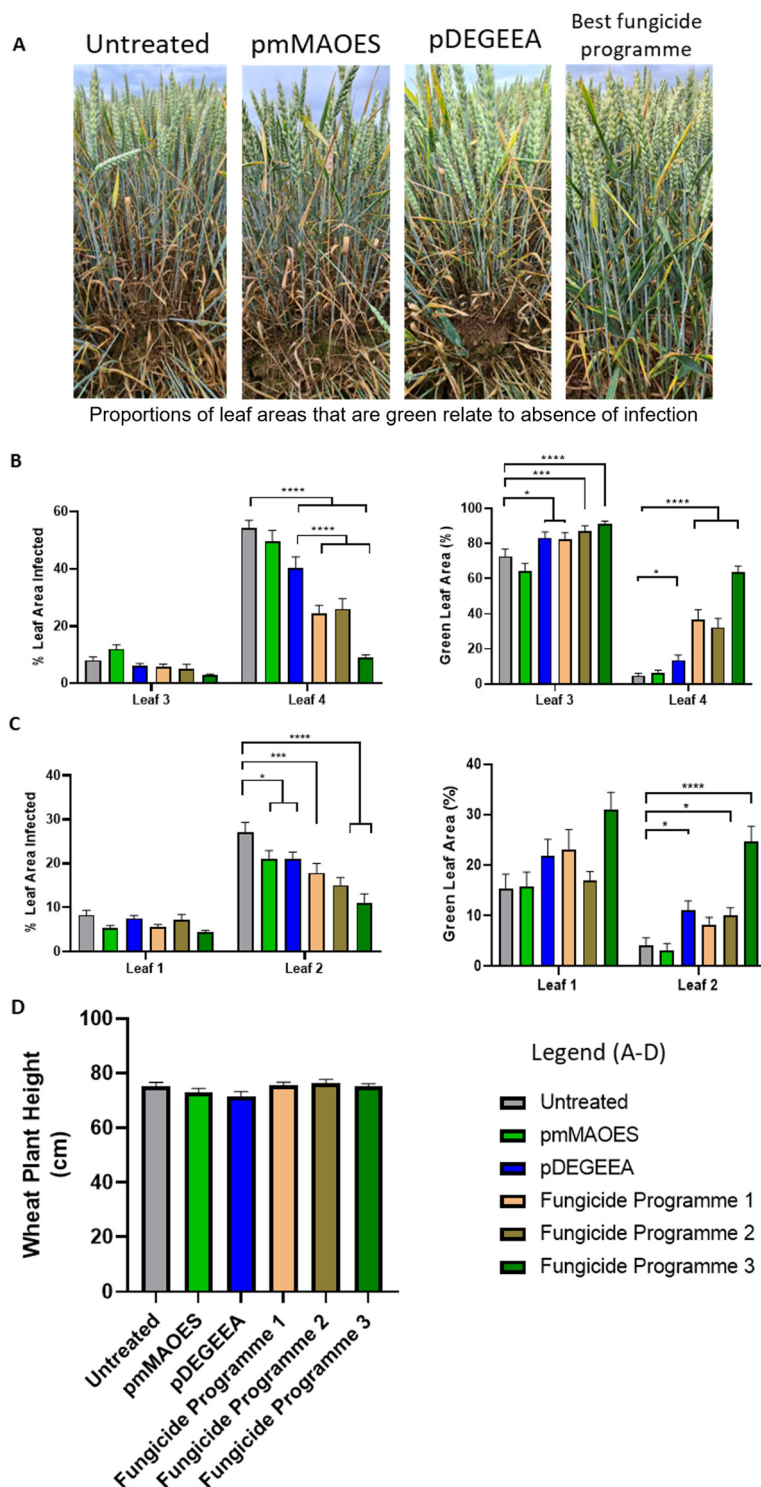 A
Untreated
pmMAOES
pDEGEEA
Best fungicide
programme
Proportions of leaf areas that are green relate to absence of infection
B
% Leaf Area Infected
60
40
20
0
****
****
Leaf 3
Leaf 4
Green Leaf Area (%)
100
80
60
40
20
0
****
***
*
****
*
Leaf 3
Leaf 4
C
% Leaf Area Infected
40
30
20
10
0
****
***
*
Leaf 1
Leaf 2
Green Leaf Area (%)
40
30
20
10
0
****
*
*
Leaf 1
Leaf 2
D
Wheat Plant Height
(cm)
100
80
60
40
20
0
Untreated
pmMAOES
pDEGEEA
Fungicide Programme 1
Fungicide Programme 2
Fungicide Programme 3
Legend (A-D)
Untreated
pmMAOES
pDEGEEA
Fungicide Programme 1
Fungicide Programme 2
Fungicide Programme 3